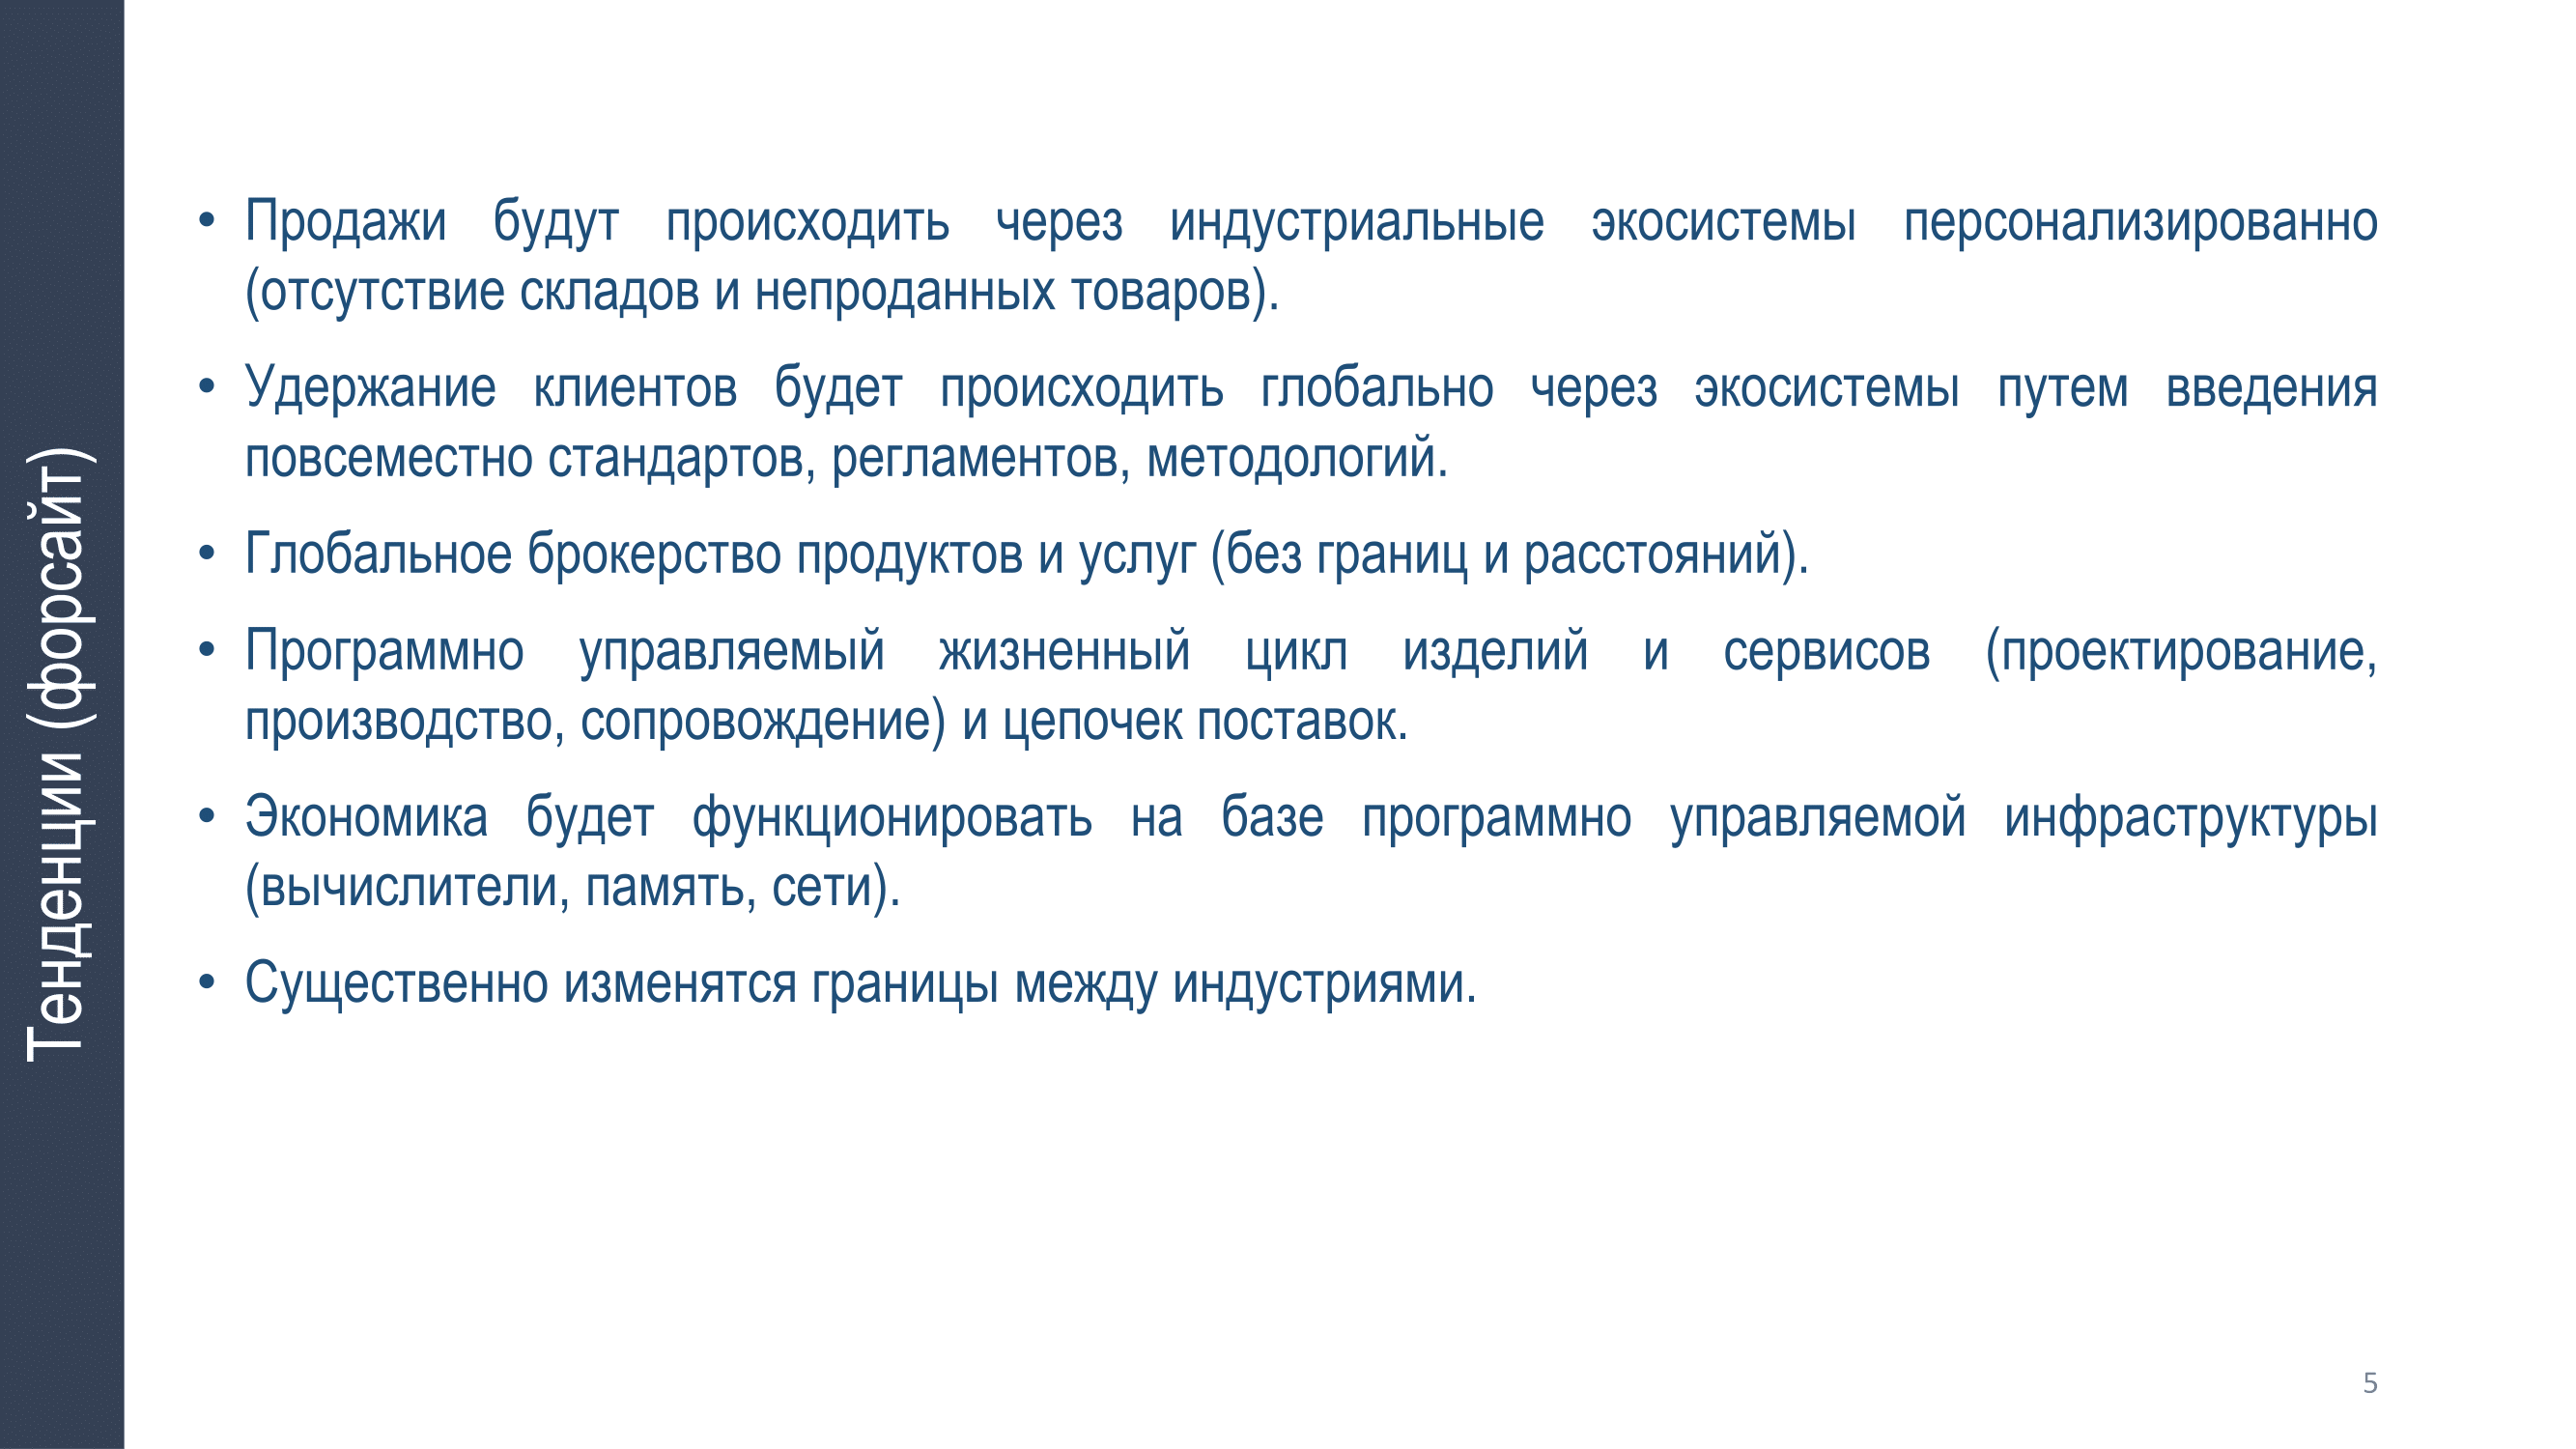 Тенденции (форсайт)
• Продажи будут происходить через индустриальные экосистемы персонализированно
(отсутствие складов и непроданных товаров).
• Удержание клиентов будет происходить глобально через экосистемы путем введения
повсеместно стандартов, регламентов, методологий.
• Глобальное брокерство продуктов и услуг (без границ и расстояний).
• Программно управляемый жизненный цикл изделий и сервисов (проектирование,
производство, сопровождение) и цепочек поставок.
• Экономика будет функционировать на базе программно управляемой инфраструктуры
(вычислители, память, сети).
• Существенно изменятся границы между индустриями.
5